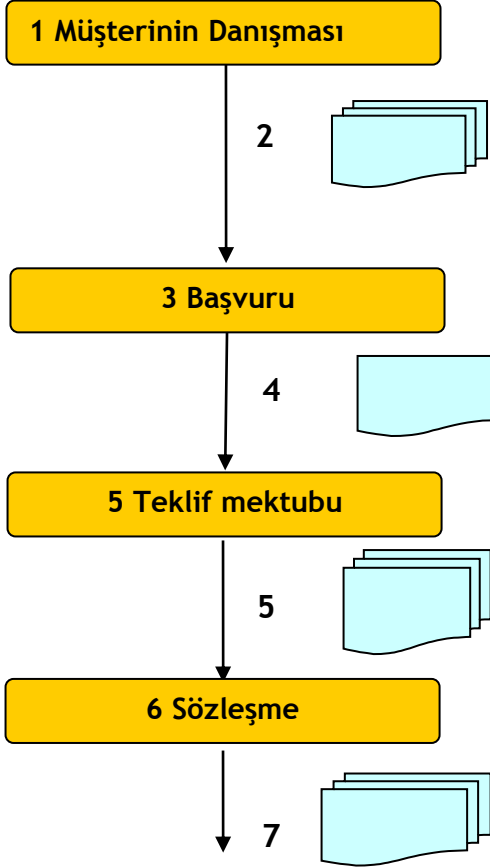 1 Müşterinin Danışması
2
3 Başvuru
4
5 Teklif mektubu
5
6 Sözleşme
7